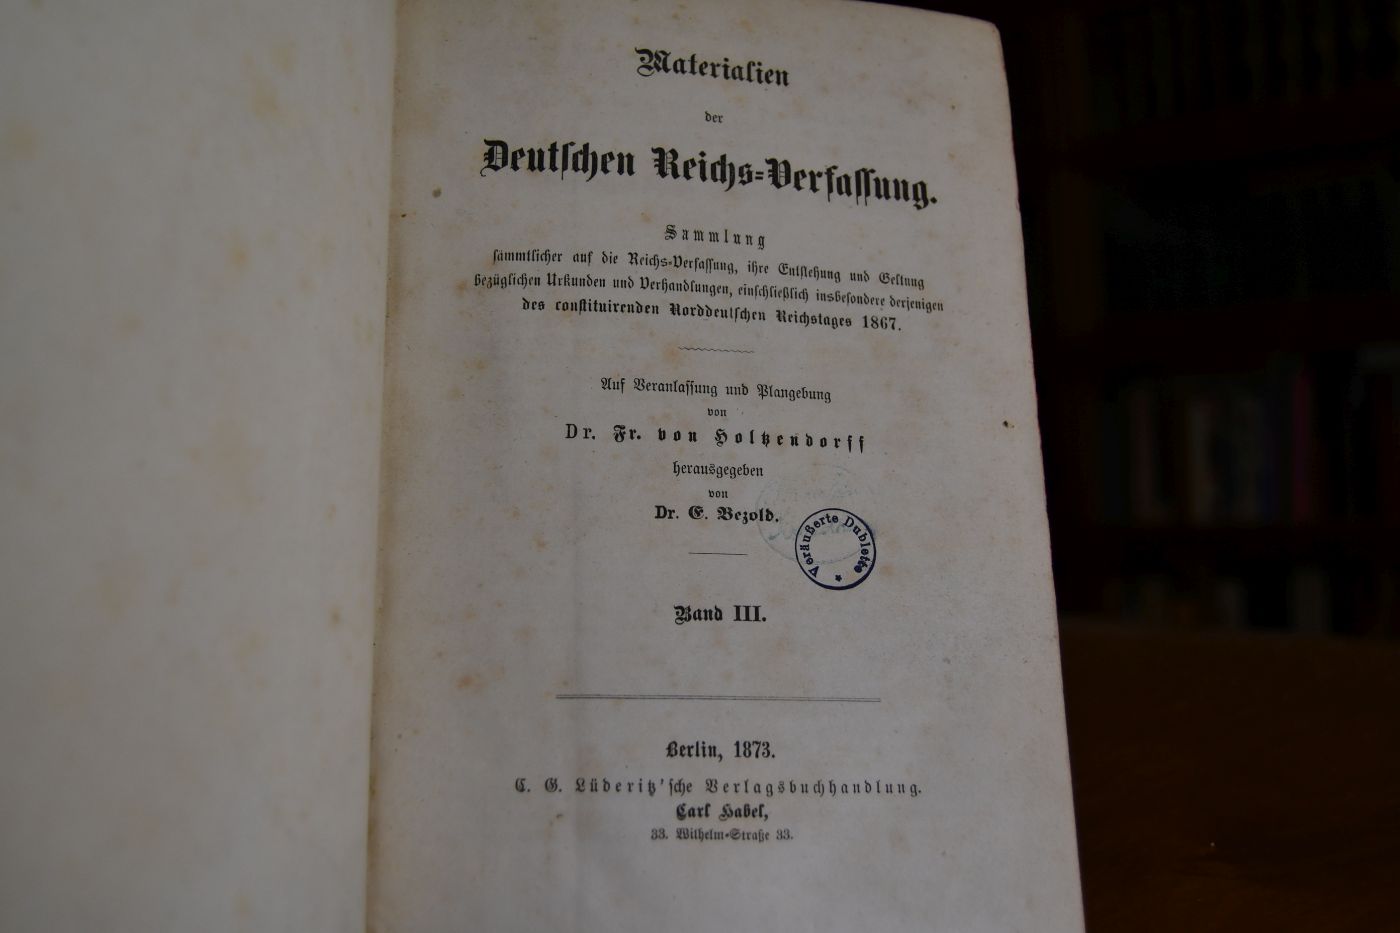 Materialien
der
Deutschen Reichs-Verfassung.
Sammlung
sämmtlicher auf die Reichs-Verfassung, ihre Entstehung und Geltung
bezüglichen Urkunden und Verhandlungen, einschließlich insbesondere derjenigen
des constituirenden Norddeutschen Reichstages 1867.
Auf Veranlassung und Plangebung
von
Dr. Fr. von Holtzendorff
herausgegeben
von
Dr. E. Bezold.
Veräußerte Dublette *
Band III.
Berlin, 1873.
C. G. Lüderitz'sche Verlagsbuchhandlung.
Carl Habel,
33. Wilhelm-Straße 33.